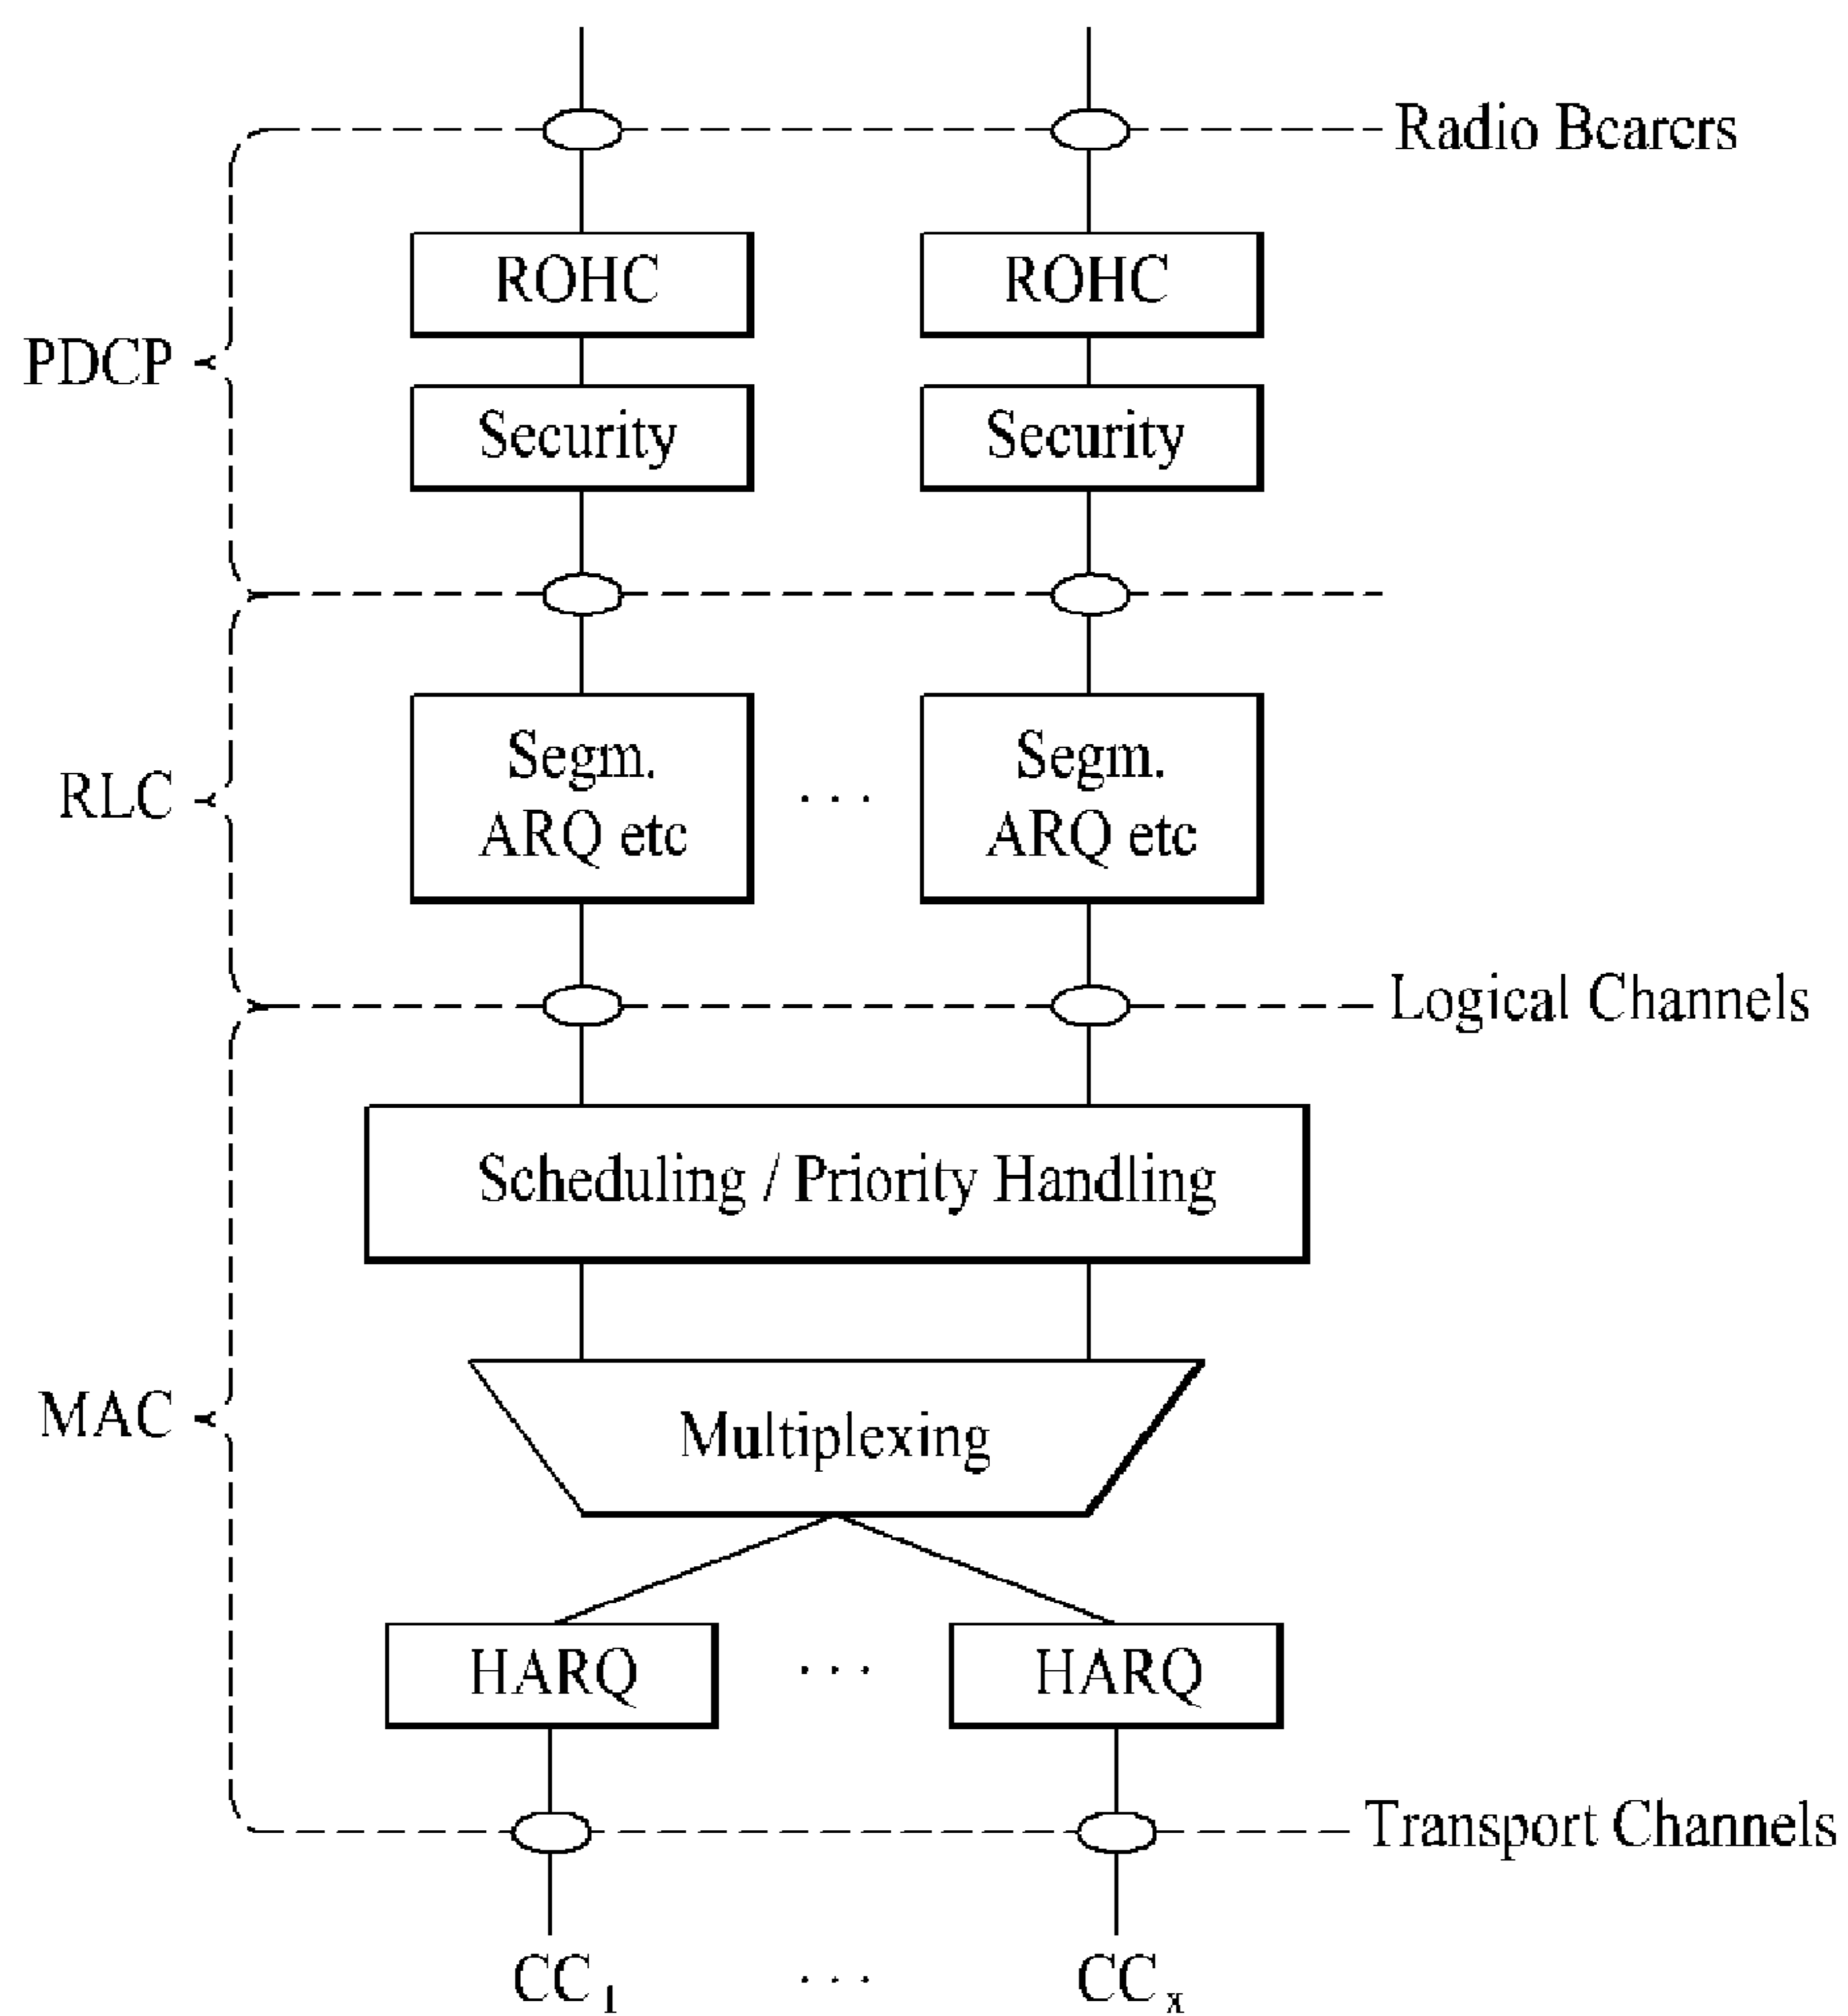 Radio Bearers
ROHC ROHC
PDCP
Security Security
Segm. Segm.
RLC ...
ARQ etc ARQ etc
Logical Channels
Scheduling / Priority Handling
MAC
Multiplexing
HARQ ... HARQ
Transport Channels
CC1 ... CCx